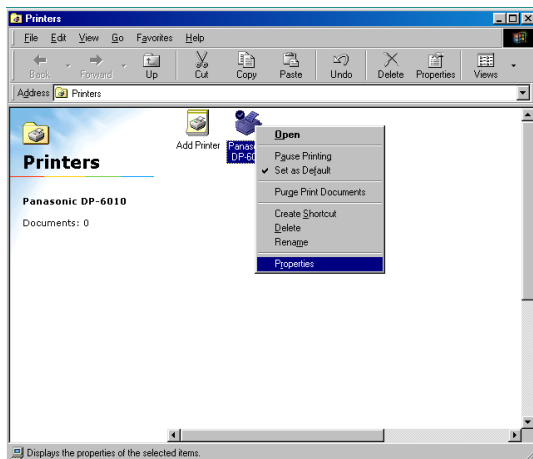 Printers
File Edit View Go Favorites Help
Back Forward Up Cut Copy Paste Undo Delete Properties Views
Address Printers
Printers
Panasonic DP-6010
Documents: 0
Add Printer
Open
Pause Printing
Set as Default
Purge Print Documents
Create Shortcut
Delete
Rename
Properties
Displays the properties of the selected items.